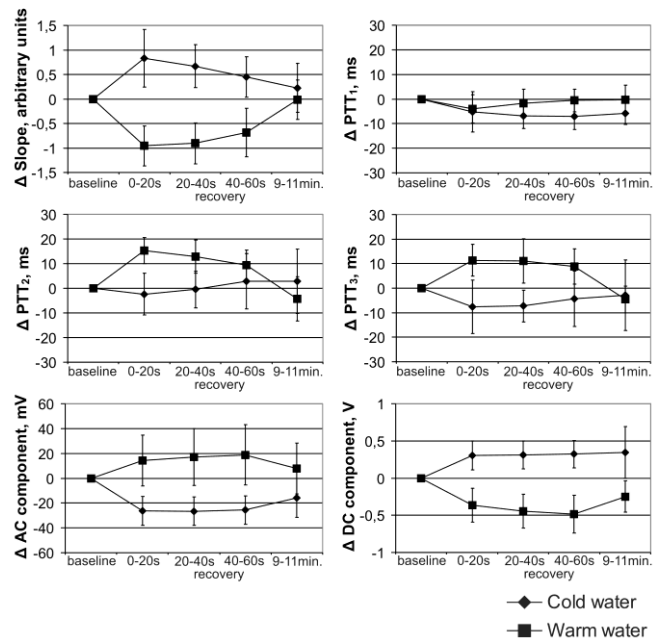 Δ Slope, arbitrary units
1,5
1
0,5
0
-0,5
-1
-1,5
baseline 0-20s 20-40s 40-60s 9-11min.
recovery
Δ PTT₁, ms
30
20
10
0
-10
-20
-30
baseline 0-20s 20-40s 40-60s 9-11min.
recovery
Δ PTT₂, ms
30
20
10
0
-10
-20
-30
baseline 0-20s 20-40s 40-60s 9-11min.
recovery
Δ PTT₃, ms
30
20
10
0
-10
-20
-30
baseline 0-20s 20-40s 40-60s 9-11min.
recovery
Δ AC component, mV
60
40
20
0
-20
-40
-60
baseline 0-20s 20-40s 40-60s 9-11min.
recovery
Δ DC component, V
1
0,5
0
-0,5
-1
baseline 0-20s 20-40s 40-60s 9-11min.
recovery
Cold water
Warm water